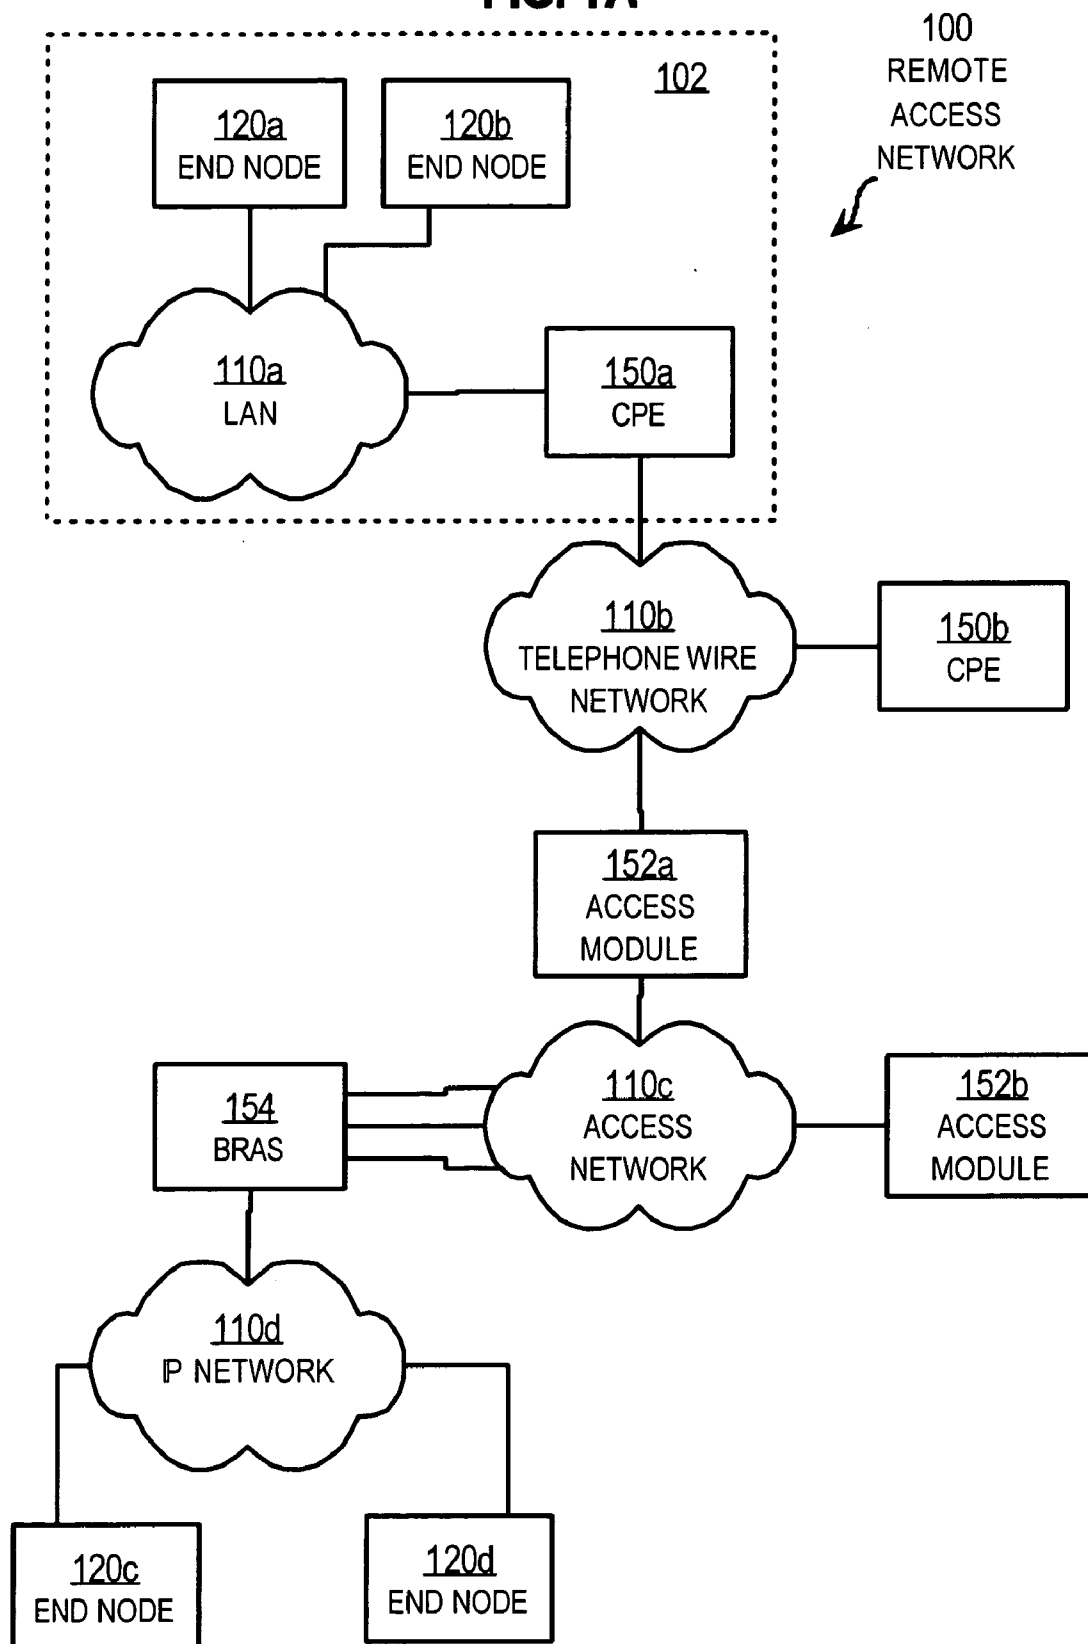 100
REMOTE
ACCESS
NETWORK
102
120a
END NODE
120b
END NODE
110a
LAN
150a
CPE
110b
TELEPHONE WIRE
NETWORK
150b
CPE
152a
ACCESS
MODULE
154
BRAS
110c
ACCESS
NETWORK
152b
ACCESS
MODULE
110d
IP NETWORK
120c
END NODE
120d
END NODE